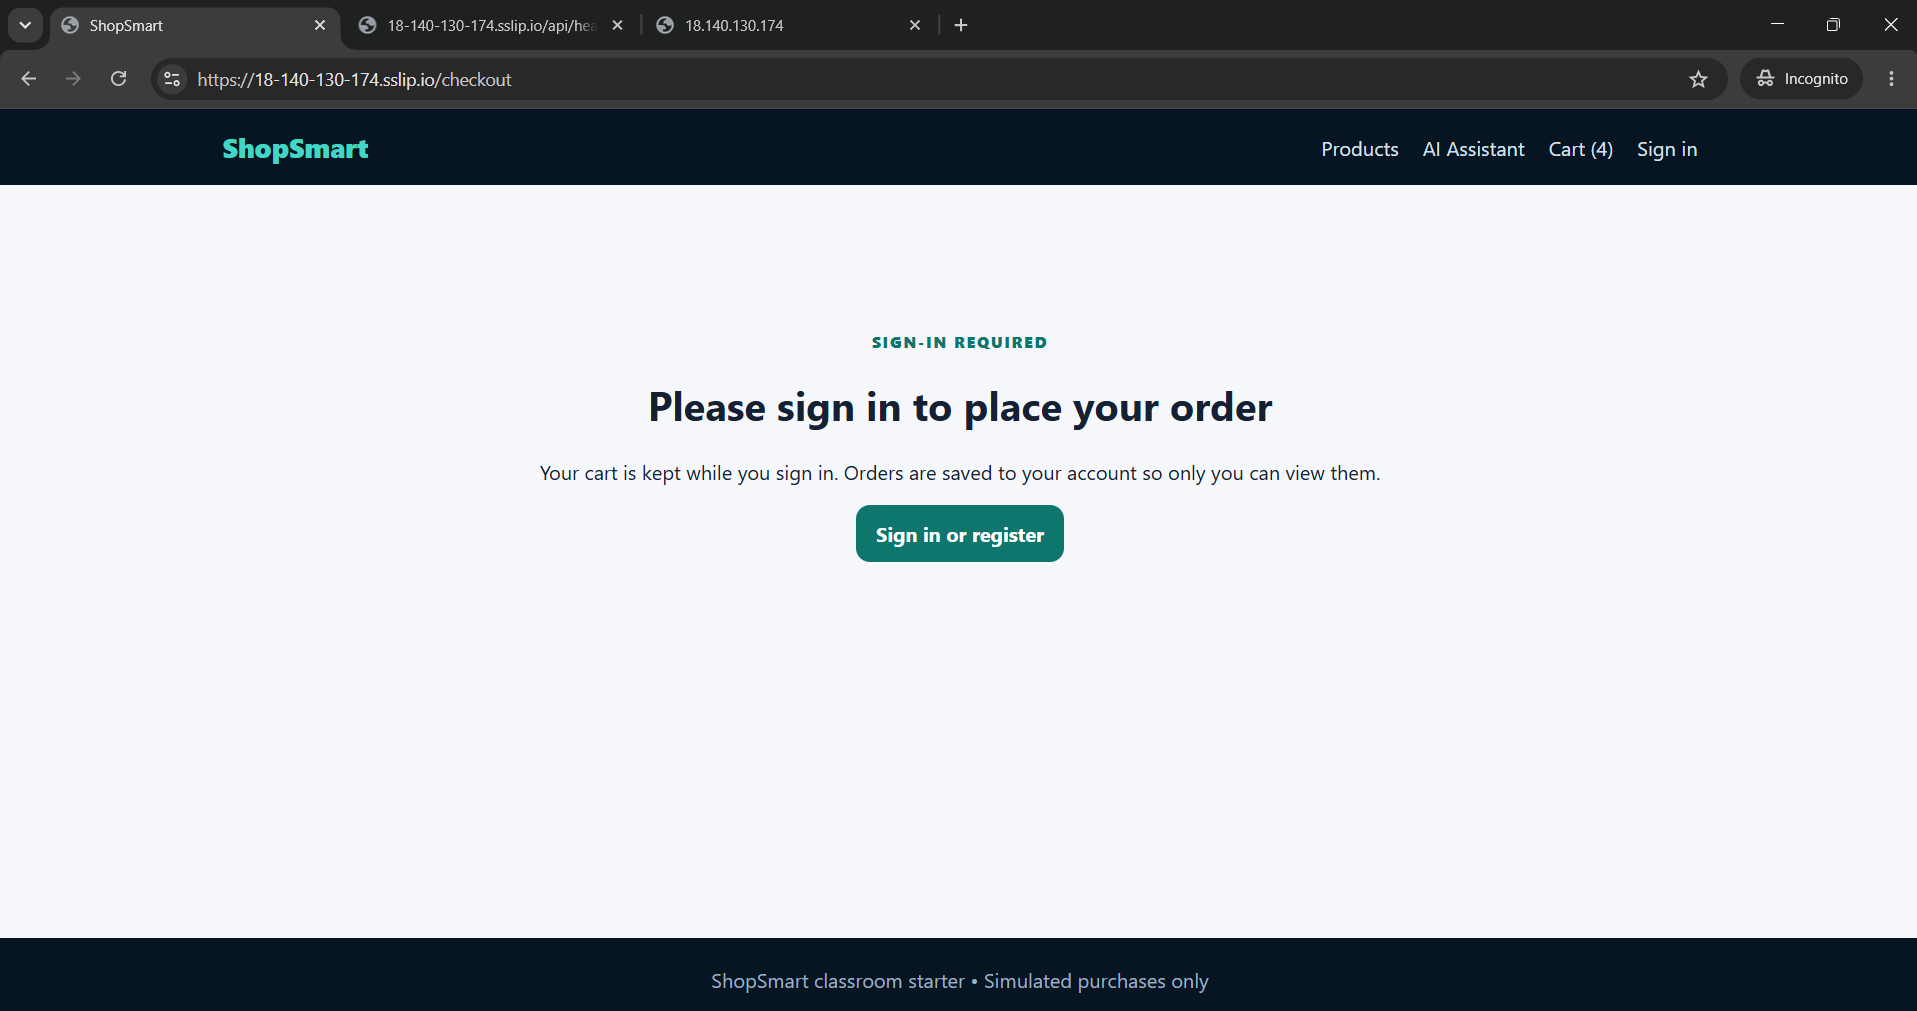 ShopSmart
18-140-130-174.sslip.io/api/hea
18.140.130.174
https://18-140-130-174.sslip.io/checkout
Incognito
ShopSmart
Products
AI Assistant
Cart (4)
Sign in
SIGN-IN REQUIRED
Please sign in to place your order
Your cart is kept while you sign in. Orders are saved to your account so only you can view them.
Sign in or register
ShopSmart classroom starter • Simulated purchases only